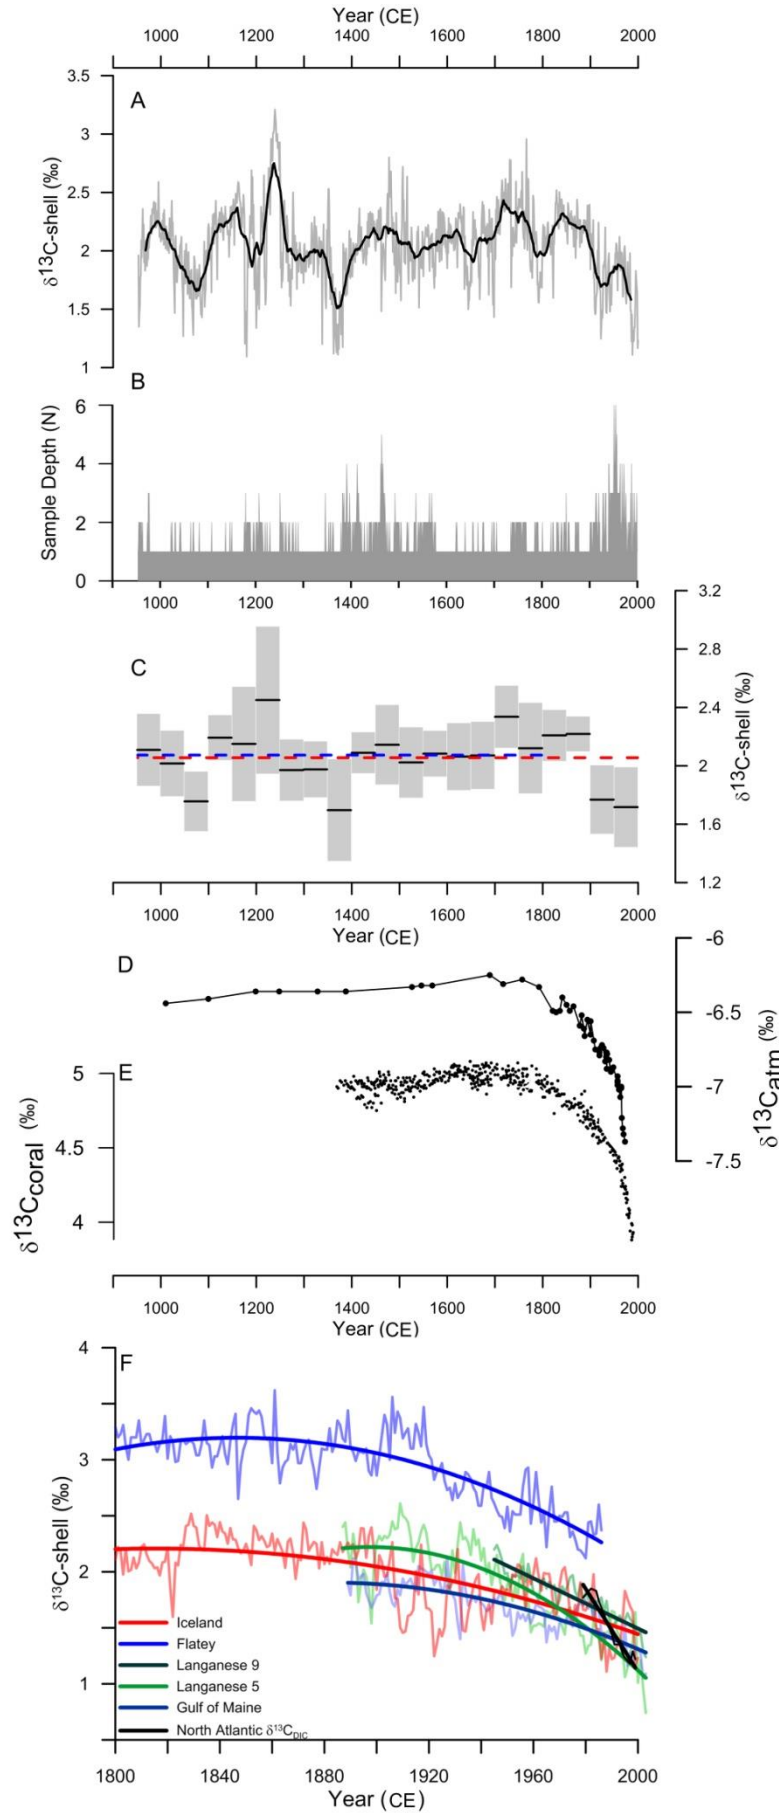 Year (CE)
1000 1200 1400 1600 1800 2000
A
3.5
3
2.5
2
1.5
1
δ13C-shell (‰)
B
6
4
2
0
Sample Depth (N)
1000 1200 1400 1600 1800 2000
C
3.2
2.8
2.4
2
1.6
1.2
δ13C-shell (‰)
1000 1200 1400 1600 1800 2000
Year (CE)
D
-6
-6.5
-7
-7.5
δ13Catm (‰)
E
5
4.5
4
δ13Ccoral (‰)
1000 1200 1400 1600 1800 2000
Year (CE)
F
4
3
2
1
δ13C-shell (‰)
Iceland
Flatey
Langanese 9
Langanese 5
Gulf of Maine
North Atlantic δ13CDIC
1800 1840 1880 1920 1960 2000
Year (CE)